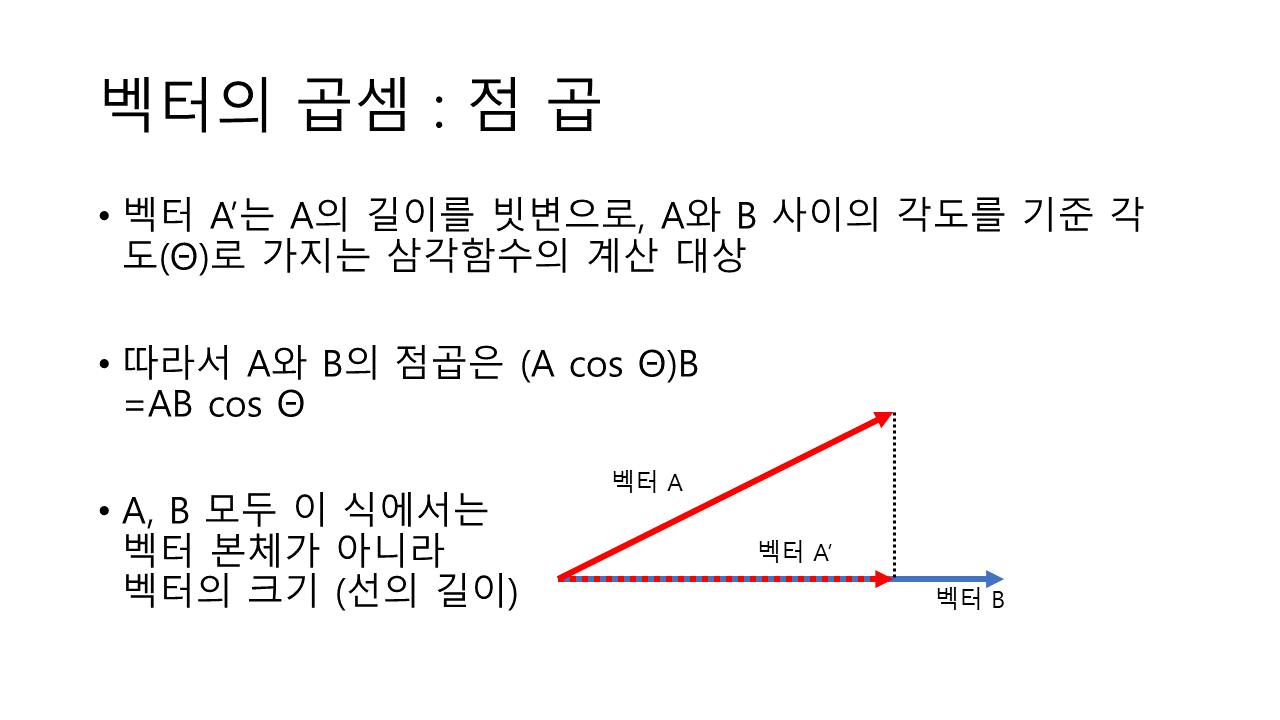 벡터의 곱셈 : 점 곱
• 벡터 A’는 A의 길이를 빗변으로, A와 B 사이의 각도를 기준 각
도(Θ)로 가지는 삼각함수의 계산 대상
• 따라서 A와 B의 점곱은 (A cos Θ)B
=AB cos Θ
• A, B 모두 이 식에서는
벡터 본체가 아니라
벡터의 크기 (선의 길이)
벡터 A
벡터 A’
벡터 B